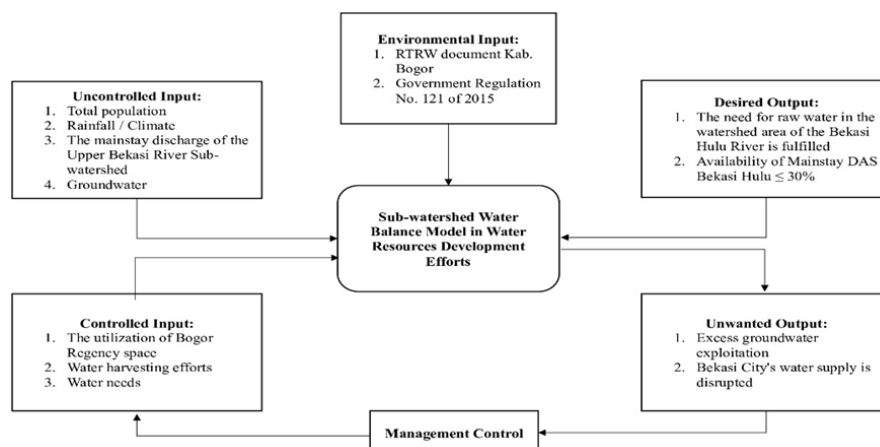 Environmental Input:
1. RTRW document Kab.
Bogor
2. Government Regulation
No. 121 of 2015
Uncontrolled Input:
1. Total population
2. Rainfall / Climate
3. The mainstay discharge of the
Upper Bekasi River Sub-
watershed
4. Groundwater
Desired Output:
1. The need for raw water in the
watershed area of the Bekasi
Hulu River is fulfilled
2. Availability of Mainstay DAS
Bekasi Hulu ≤ 30%
Sub-watershed Water
Balance Model in Water
Resources Development
Efforts
Controlled Input:
1. The utilization of Bogor
Regency space
2. Water harvesting efforts
3. Water needs
Unwanted Output:
1. Excess groundwater
exploitation
2. Bekasi City's water supply is
disrupted
Management Control